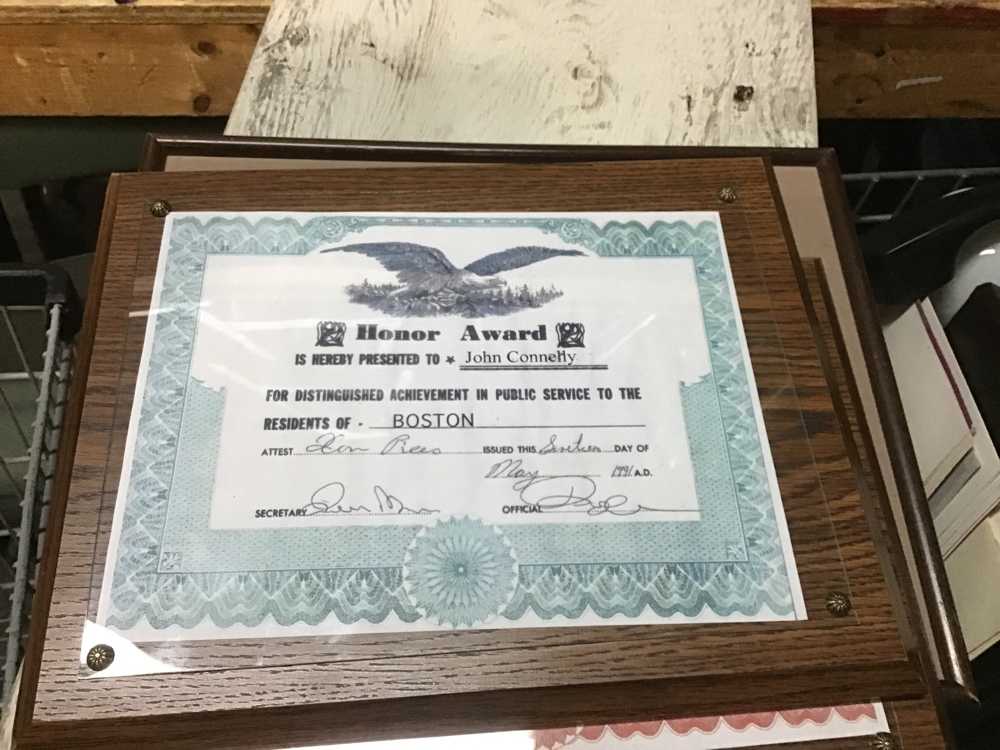 Honor Award
IS HEREBY PRESENTED TO * John Connelly
FOR DISTINGUISHED ACHIEVEMENT IN PUBLIC SERVICE TO THE
RESIDENTS OF - BOSTON
ATTEST ISSUED THIS DAY OF
May 1991 A.D.
SECRETARY OFFICIAL